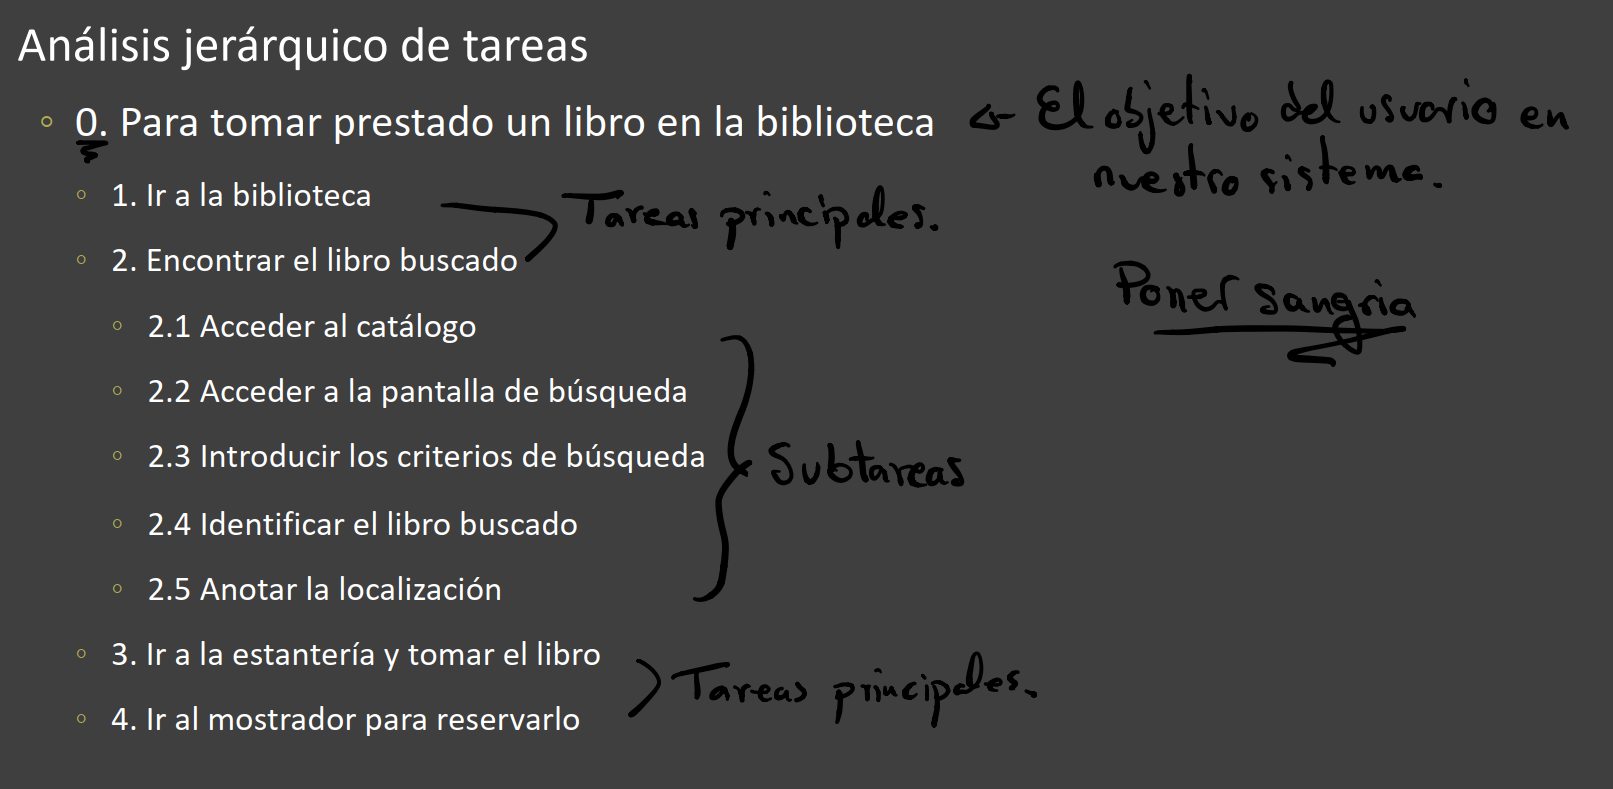 Análisis jerárquico de tareas
0. Para tomar prestado un libro en la biblioteca
← El objetivo del usuario en
nuestro sistema.
1. Ir a la biblioteca
Tareas principales.
2. Encontrar el libro buscado
Poner sangria
2.1 Acceder al catálogo
2.2 Acceder a la pantalla de búsqueda
2.3 Introducir los criterios de búsqueda
Subtareas
2.4 Identificar el libro buscado
2.5 Anotar la localización
3. Ir a la estantería y tomar el libro
Tareas principales.
4. Ir al mostrador para reservarlo